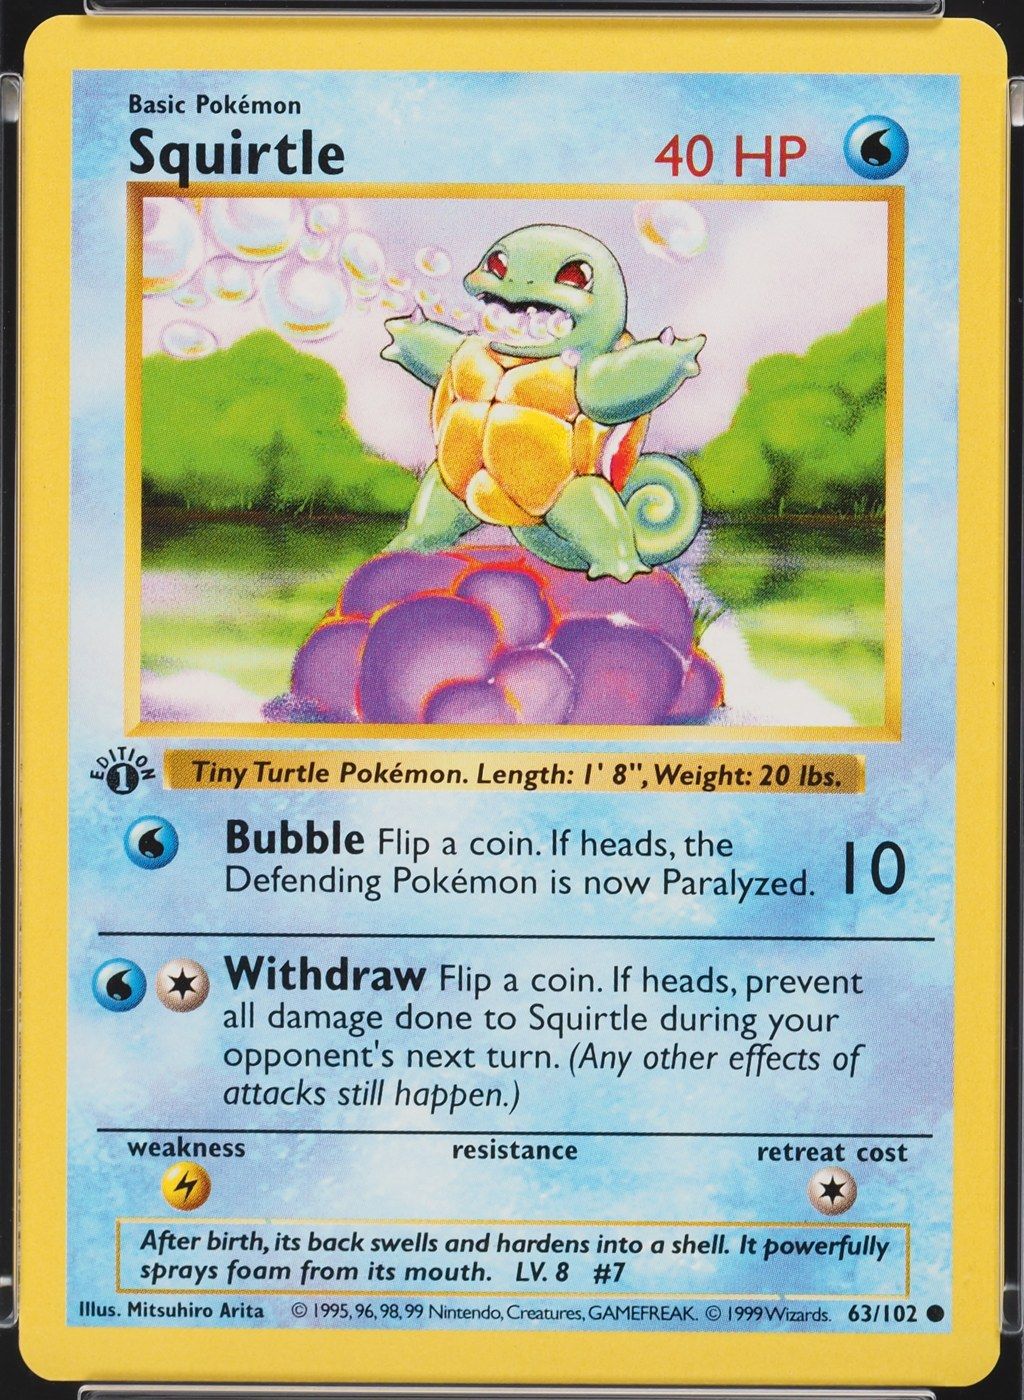 Basic Pokémon
Squirtle
40 HP
EDITION 1
Tiny Turtle Pokémon. Length: 1' 8", Weight: 20 lbs.
Bubble Flip a coin. If heads, the
Defending Pokémon is now Paralyzed.
10
Withdraw Flip a coin. If heads, prevent
all damage done to Squirtle during your
opponent's next turn. (Any other effects of
attacks still happen.)
weakness resistance retreat cost
After birth, its back swells and hardens into a shell. It powerfully
sprays foam from its mouth. LV. 8 #7
Illus. Mitsuhiro Arita © 1995, 96, 98, 99 Nintendo, Creatures, GAMEFREAK. © 1999 Wizards. 63/102